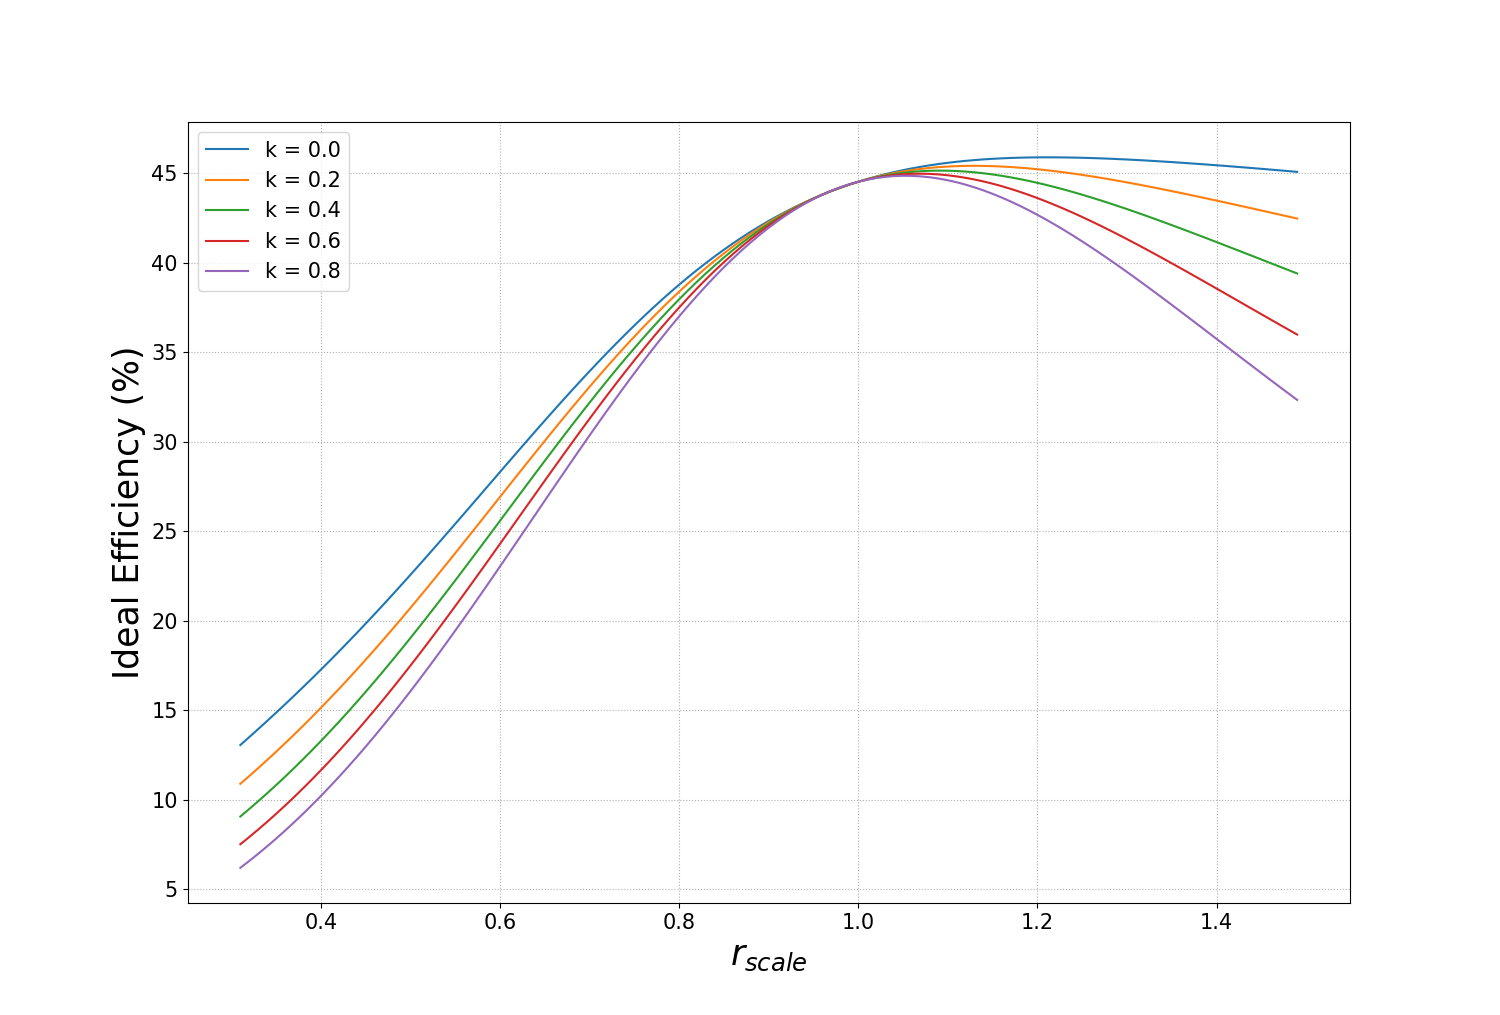 k = 0.0
k = 0.2
k = 0.4
k = 0.6
k = 0.8
45
40
35
30
25
20
15
10
5
Ideal Efficiency (%)
0.4 0.6 0.8 1.0 1.2 1.4
r_scale